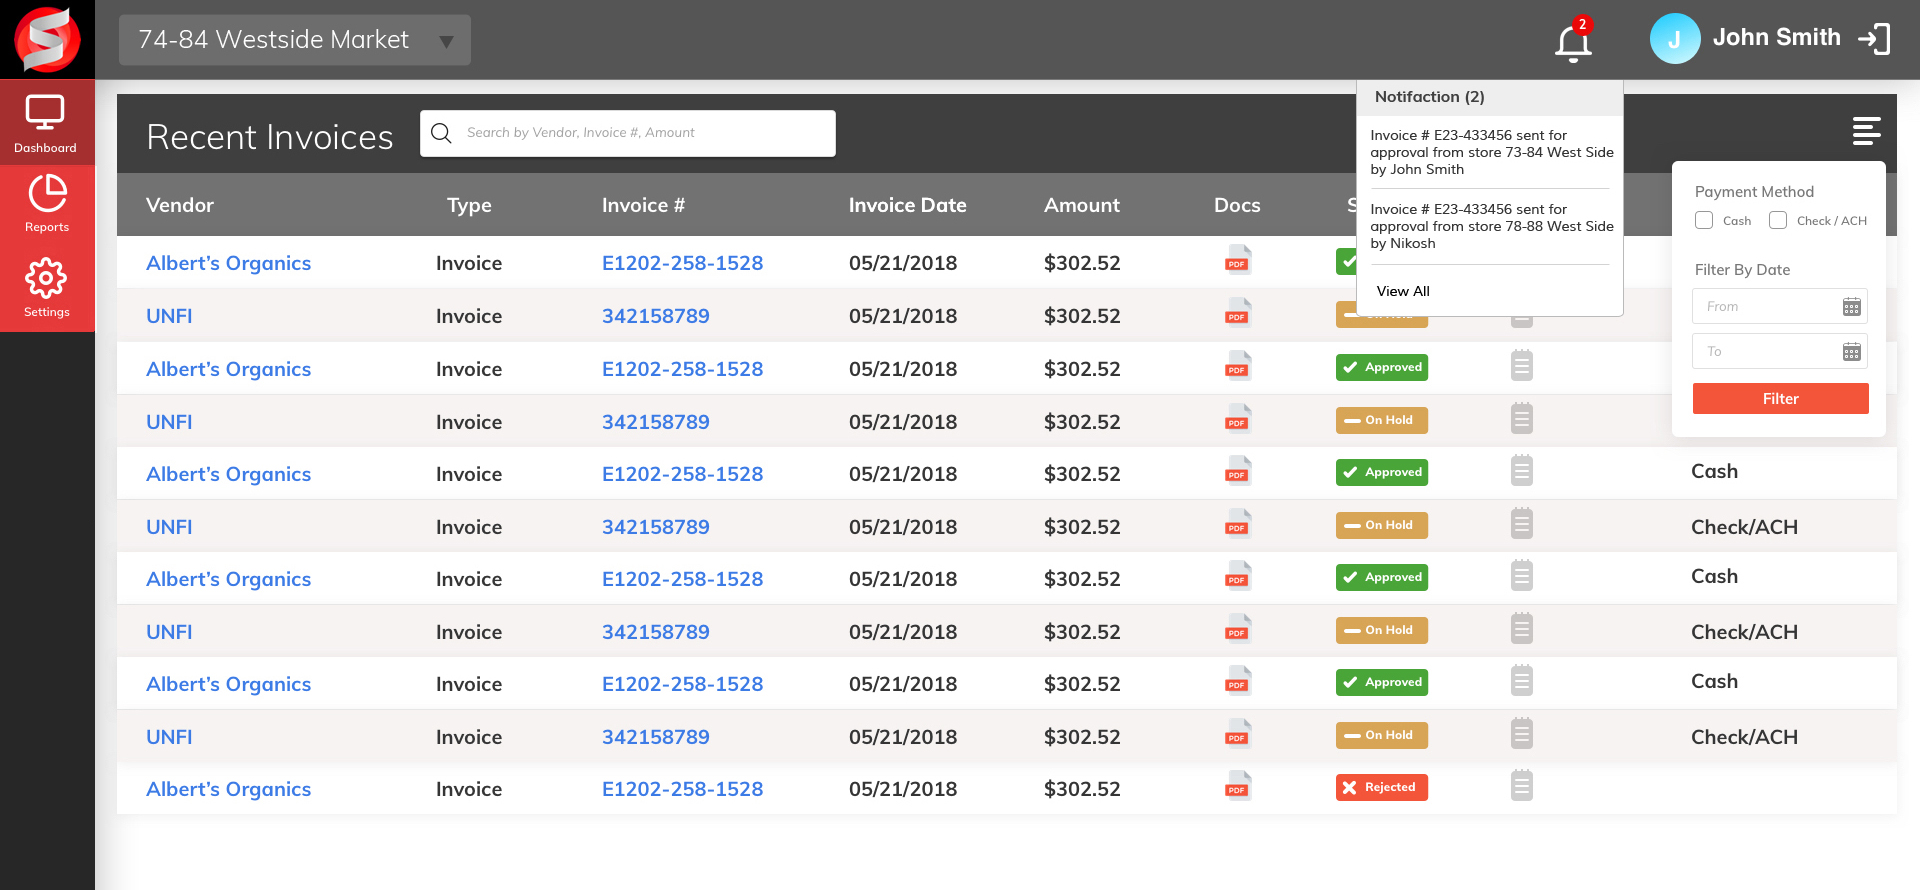 74-84 Westside Market
2
J
John Smith
Dashboard
Reports
Settings
Recent Invoices
Search by Vendor, Invoice #, Amount
Notifaction (2)
Invoice # E23-433456 sent for
approval from store 73-84 West Side
by John Smith
Invoice # E23-433456 sent for
approval from store 78-88 West Side
by Nikosh
View All
Payment Method
Cash Check / ACH
Filter By Date
From
To
Filter
Vendor Type Invoice # Invoice Date Amount Docs
Albert's Organics Invoice E1202-258-1528 05/21/2018 $302.52 PDF
UNFI Invoice 342158789 05/21/2018 $302.52 PDF On Hold
Albert's Organics Invoice E1202-258-1528 05/21/2018 $302.52 PDF Approved
UNFI Invoice 342158789 05/21/2018 $302.52 PDF On Hold
Albert's Organics Invoice E1202-258-1528 05/21/2018 $302.52 PDF Approved Cash
UNFI Invoice 342158789 05/21/2018 $302.52 PDF On Hold Check/ACH
Albert's Organics Invoice E1202-258-1528 05/21/2018 $302.52 PDF Approved Cash
UNFI Invoice 342158789 05/21/2018 $302.52 PDF On Hold Check/ACH
Albert's Organics Invoice E1202-258-1528 05/21/2018 $302.52 PDF Approved Cash
UNFI Invoice 342158789 05/21/2018 $302.52 PDF On Hold Check/ACH
Albert's Organics Invoice E1202-258-1528 05/21/2018 $302.52 PDF Rejected